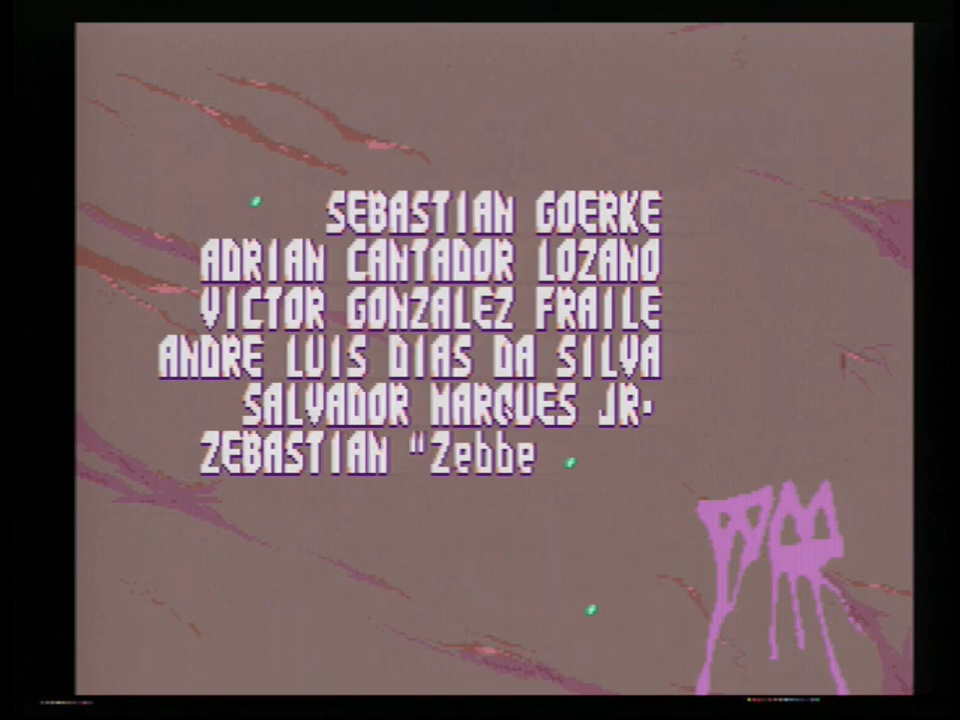 SEBASTIAN GOERKE
ADRIAN CANTADOR LOZANO
VICTOR GONZALEZ FRAILE
ANDRE LUIS DIAS DA SILVA
SALVADOR MARQUES JR.
ZEBASTIAN "Zebbe